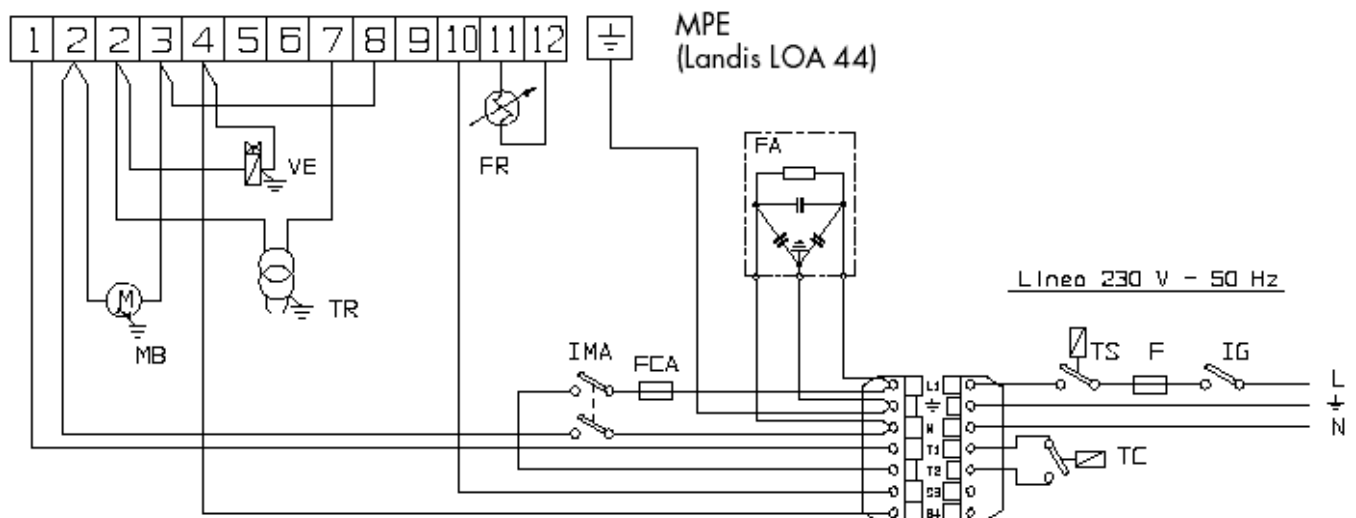 1 2 2 3 4 5 6 7 8 9 10 11 12
MPE
(Landis LOA 44)
FA
VE
FR
TR
MB
Linea 230 V - 50 Hz
IMA
FCA
TS
F
IG
L1
L
N
N
T1
TC
T2
S3
B4